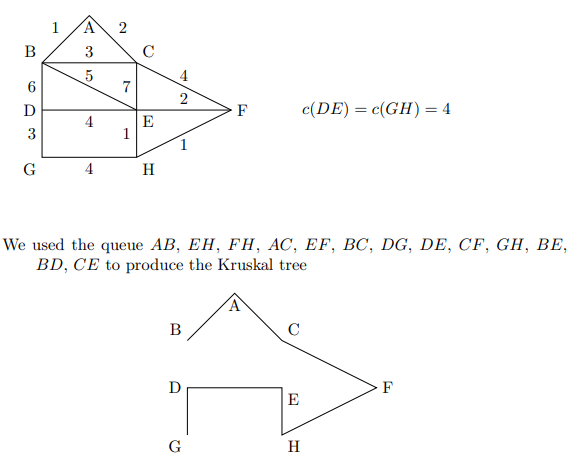 1 A 2
B 3 C
5 4
6 7 2
D F c(DE) = c(GH) = 4
4 E
3 1 1
G 4 H
We used the queue AB, EH, FH, AC, EF, BC, DG, DE, CF, GH, BE,
BD, CE to produce the Kruskal tree
A
B C
D F
E
G H